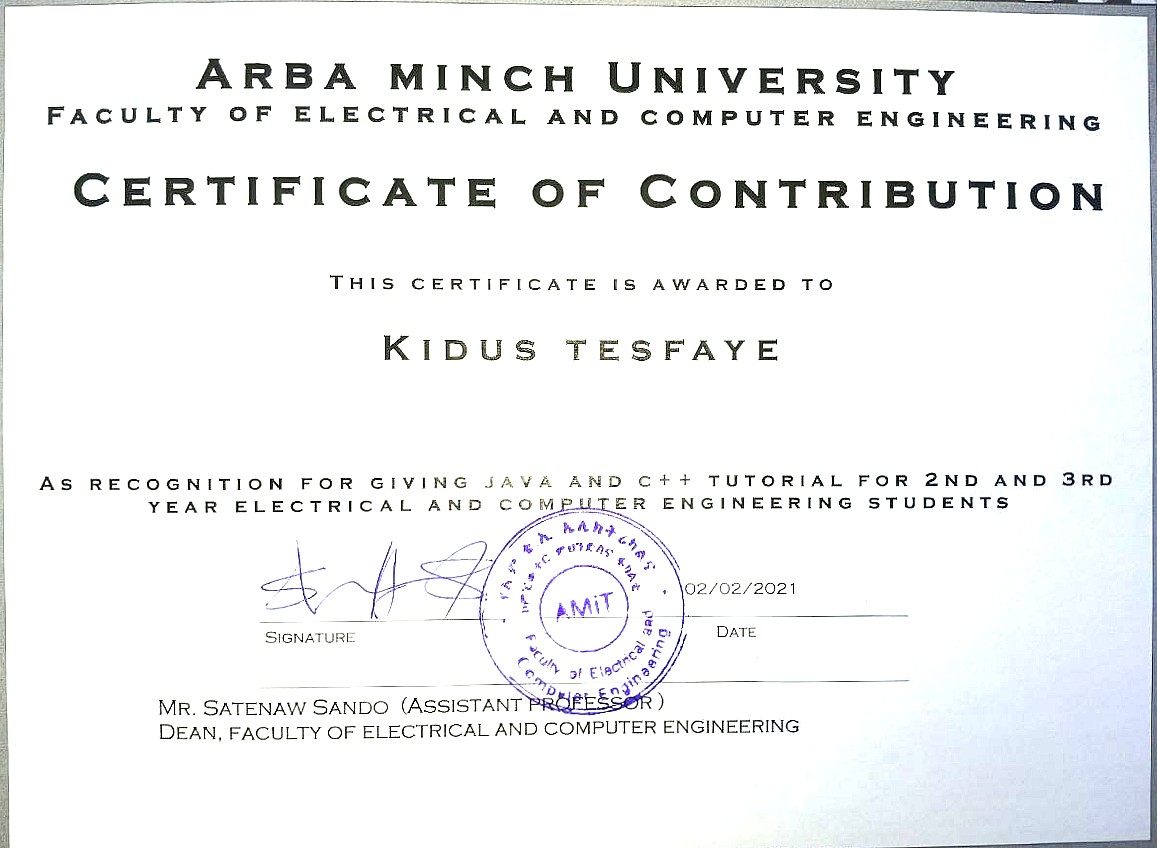 ARBA MINCH UNIVERSITY
FACULTY OF ELECTRICAL AND COMPUTER ENGINEERING
CERTIFICATE OF CONTRIBUTION
THIS CERTIFICATE IS AWARDED TO
KIDUS TESFAYE
AS RECOGNITION FOR GIVING JAVA AND C++ TUTORIAL FOR 2ND AND 3RD
YEAR ELECTRICAL AND COMPUTER ENGINEERING STUDENTS
AMiT
Faculty of Electrical and
Computer Engineering
02/02/2021
SIGNATURE
DATE
MR. SATENAW SANDO (ASSISTANT PROFESSOR)
DEAN, FACULTY OF ELECTRICAL AND COMPUTER ENGINEERING